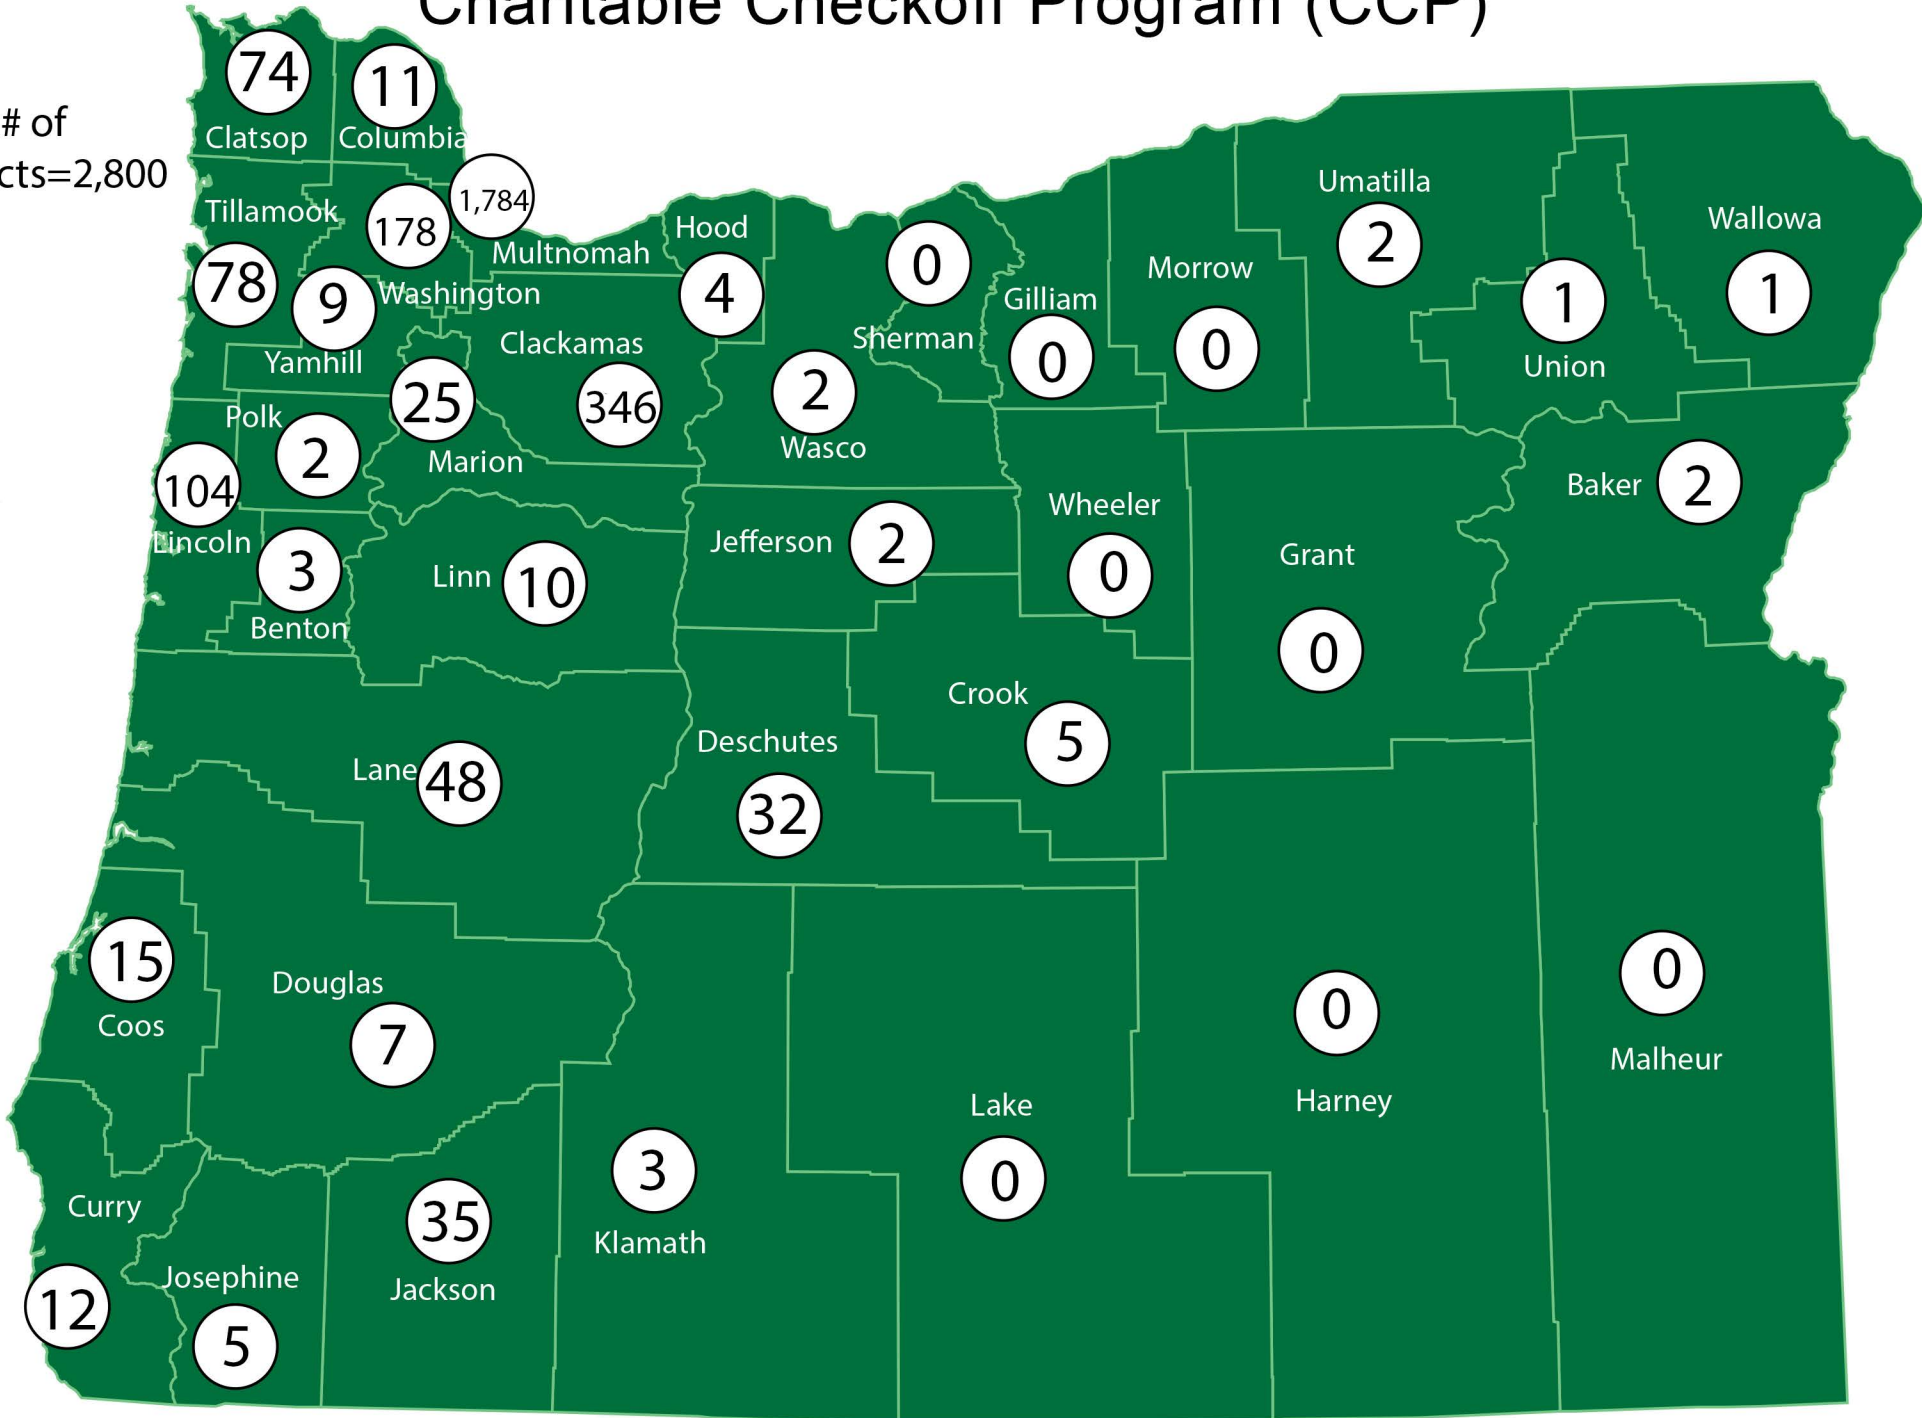 Charitable Checkoff Program (CCP)
# of
cts=2,800
74
Clatsop
11
Columbia
Tillamook
78
178
Washington
1,784
Multnomah
9
Yamhill
Hood
4
0
Sherman
Gilliam
0
Morrow
0
Umatilla
2
1
Union
Wallowa
1
Clackamas
346
25
Marion
Polk
2
2
Wasco
104
Lincoln
3
Benton
Linn
10
Jefferson
2
Wheeler
0
Grant
0
Baker
2
Crook
5
Deschutes
32
Lane
48
15
Coos
Douglas
7
0
Harney
0
Malheur
Lake
0
3
Klamath
Curry
12
Josephine
5
35
Jackson